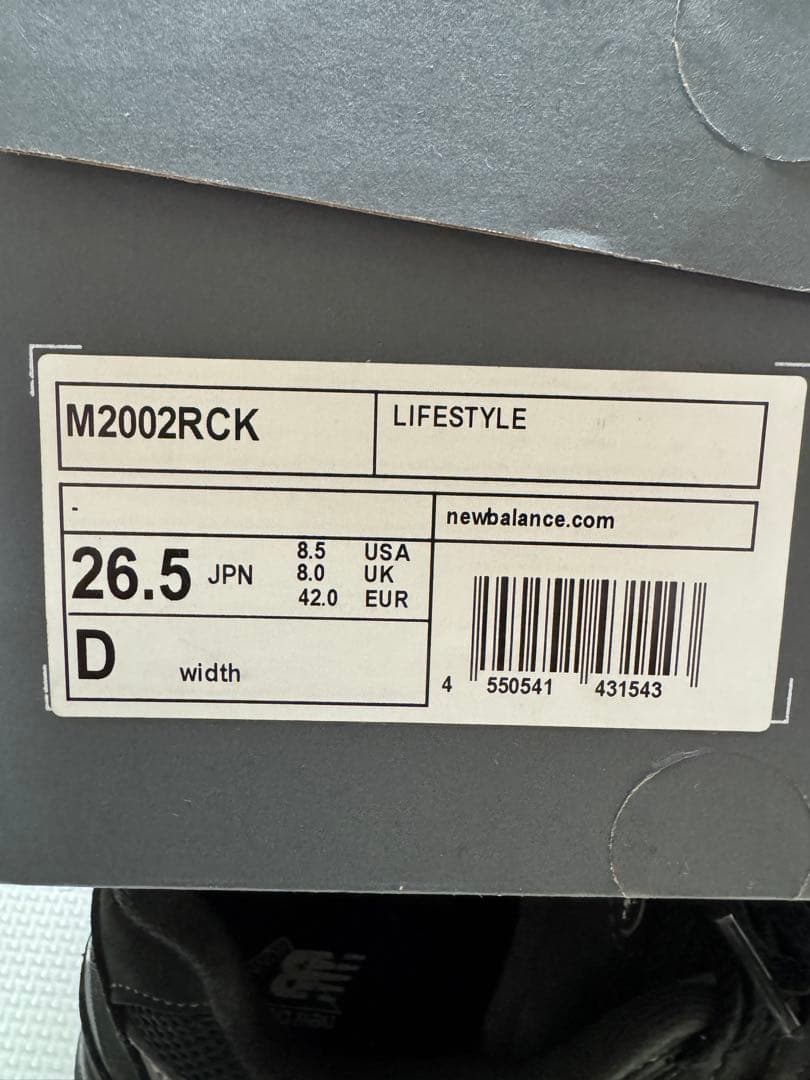 M2002RCK
LIFESTYLE
-
newbalance.com
26.5 JPN
8.5 USA
8.0 UK
42.0 EUR
D width
4 550541 431543